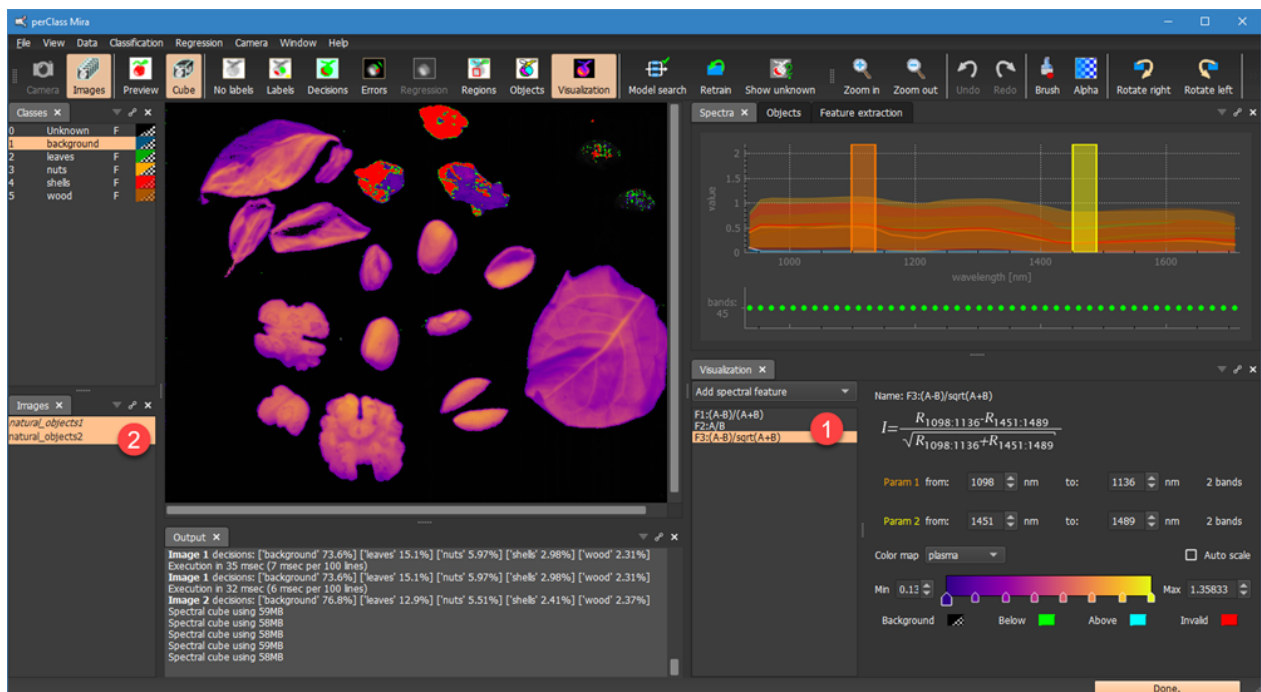 perClass Mira
File View Data Classification Regression Camera Window Help
Camera Images Preview Cube No labels Labels Decisions Errors Regression Regions Objects Visualization Model search Retrain Show unknown Zoom in Zoom out Undo Redo Brush Alpha Rotate right Rotate left
Classes
0 Unknown F
1 background
2 leaves F
3 nuts F
4 shells F
5 wood F
Images
natural_objects1
natural_objects2
2
Output
Image 1 decisions: ['background' 73.6%] ['leaves' 15.1%] ['nuts' 5.97%] ['shells' 2.98%] ['wood' 2.31%]
Execution in 35 msec (7 msec per 100 lines)
Image 1 decisions: ['background' 73.6%] ['leaves' 15.1%] ['nuts' 5.97%] ['shells' 2.98%] ['wood' 2.31%]
Execution in 32 msec (6 msec per 100 lines)
Image 2 decisions: ['background' 76.8%] ['leaves' 12.9%] ['nuts' 5.51%] ['shells' 2.41%] ['wood' 2.37%]
Spectral cube using 59MB
Spectral cube using 58MB
Spectral cube using 58MB
Spectral cube using 59MB
Spectral cube using 58MB
Spectra Objects Feature extraction
value
2
1.5
1
0.5
0
1000 1200 1400 1600
wavelength [nm]
bands:
45
Visualization
Add spectral feature
F1:(A-B)/(A+B)
F2:A/B
F3:(A-B)/sqrt(A+B)
1
Name: F3:(A-B)/sqrt(A+B)
I= R1098:1136-R1451:1489
√R1098:1136+R1451:1489
Param 1 from: 1098 nm to: 1136 nm 2 bands
Param 2 from: 1451 nm to: 1489 nm 2 bands
Color map plasma Auto scale
Min 0.13 Max 1.35833
Background Below Above Invalid
Done.